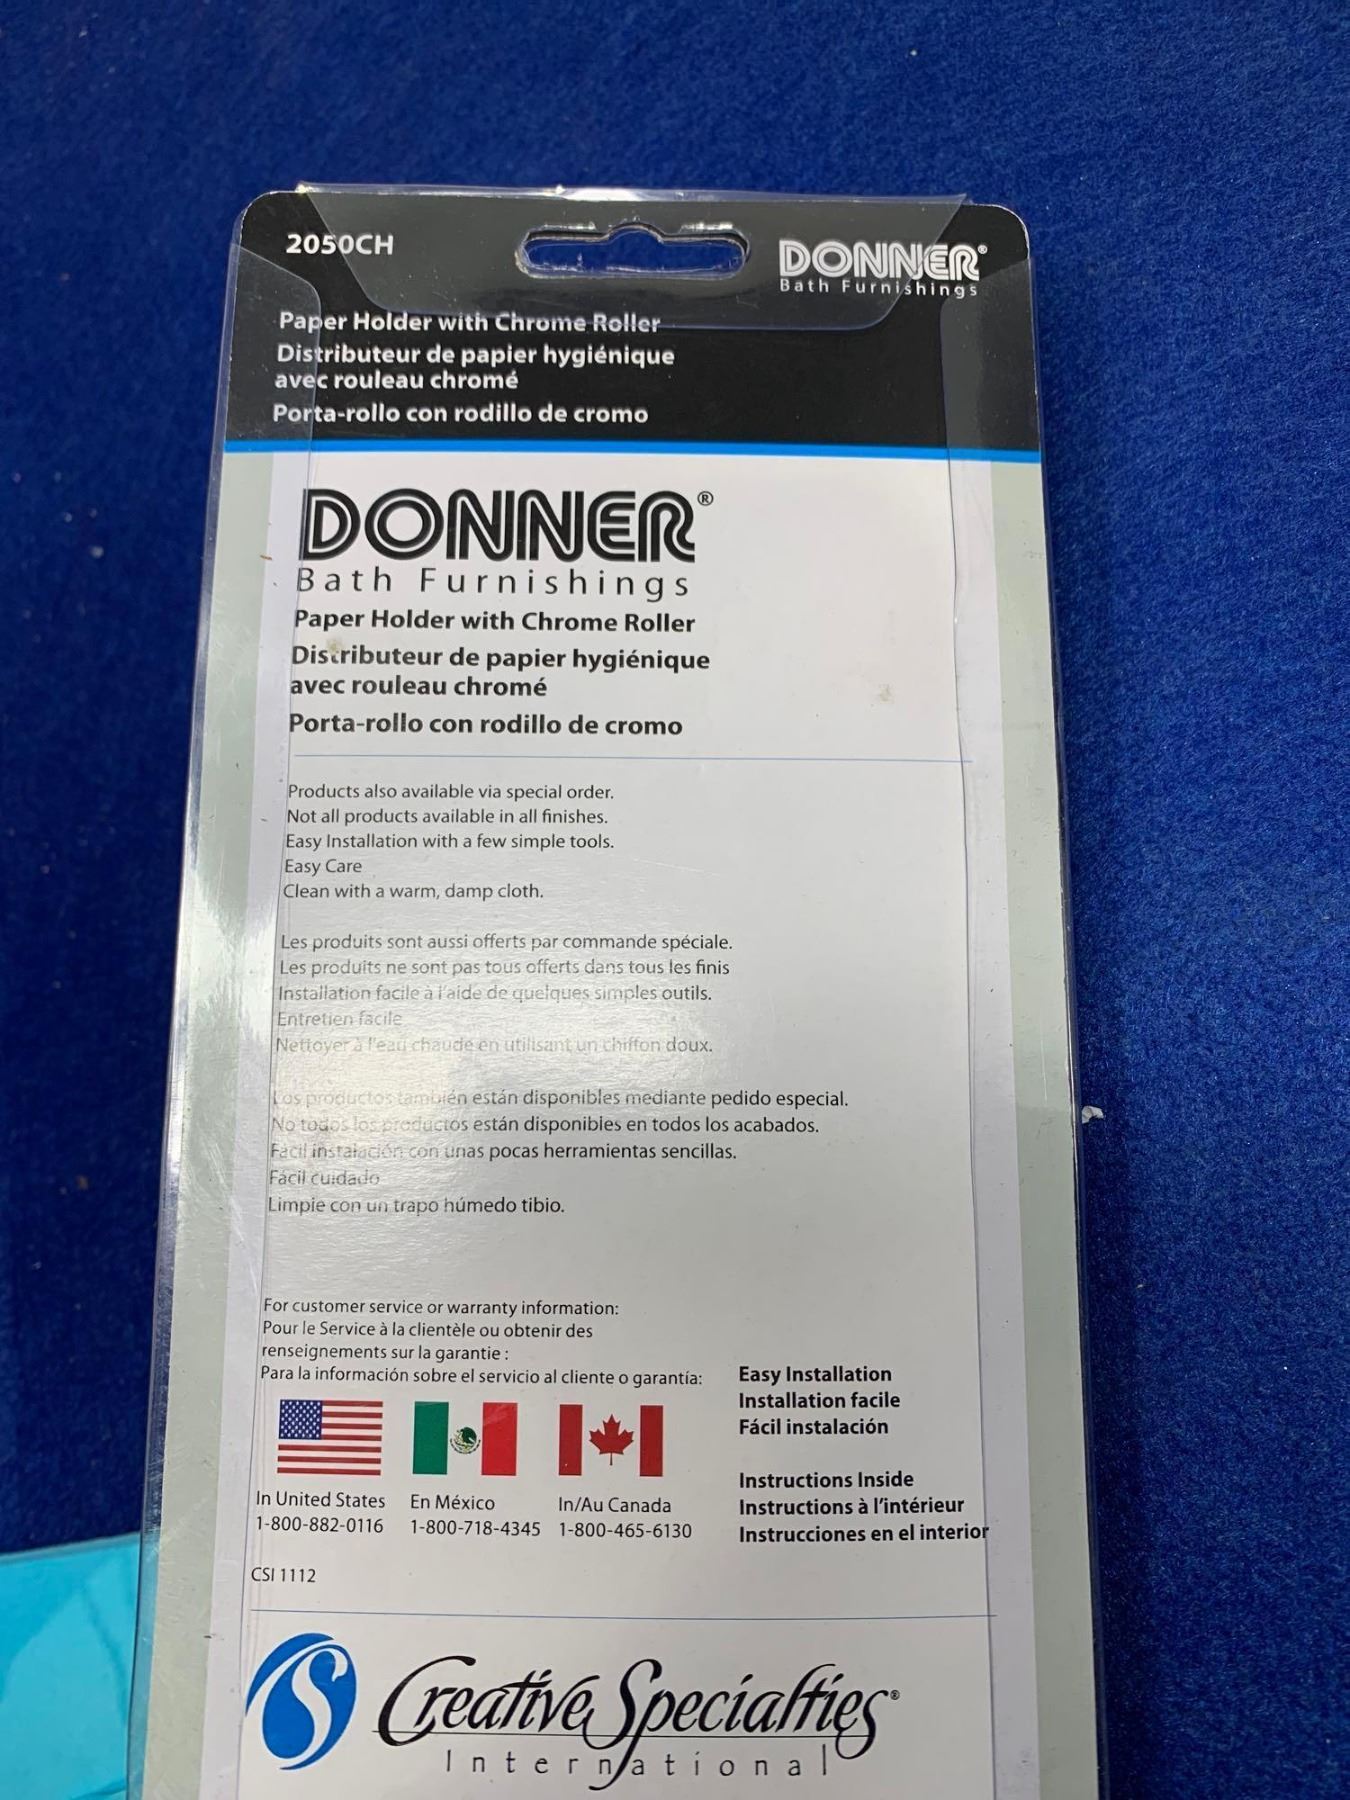 2050CH
DONNER®
Bath Furnishings
Paper Holder with Chrome Roller
Distributeur de papier hygiénique
avec rouleau chromé
Porta-rollo con rodillo de cromo
DONNER®
Bath Furnishings
Paper Holder with Chrome Roller
Distributeur de papier hygiénique
avec rouleau chromé
Porta-rollo con rodillo de cromo
Products also available via special order.
Not all products available in all finishes.
Easy Installation with a few simple tools.
Easy Care
Clean with a warm, damp cloth.
Les produits sont aussi offerts par commande spéciale.
Les produits ne sont pas tous offerts dans tous les finis
Installation facile à l'aide de quelques simples outils.
Entretien facile
Nettoyer à l'eau chaude en utilisant un chiffon doux.
Los productos también están disponibles mediante pedido especial.
No todos los productos están disponibles en todos los acabados.
Facil instalación con unas pocas herramientas sencillas.
Fácil cuidado
Limpie con un trapo húmedo tibio.
For customer service or warranty information:
Pour le Service à la clientèle ou obtenir des
renseignements sur la garantie :
Para la información sobre el servicio al cliente o garantía:
In United States
1-800-882-0116
En México
1-800-718-4345
In/Au Canada
1-800-465-6130
Easy Installation
Installation facile
Fácil instalación
Instructions Inside
Instructions à l'intérieur
Instrucciones en el interior
CSI 1112
Creative Specialties®
International